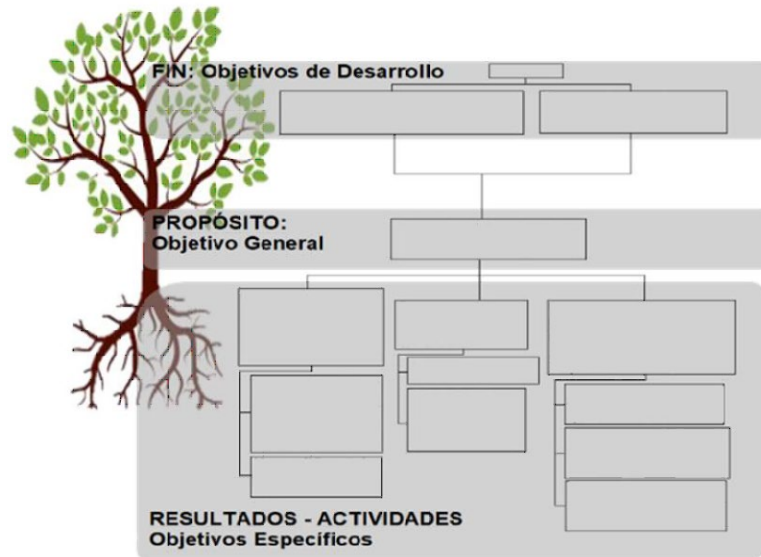 FIN: Objetivos de Desarrollo
PROPÓSITO:
Objetivo General
RESULTADOS - ACTIVIDADES
Objetivos Específicos